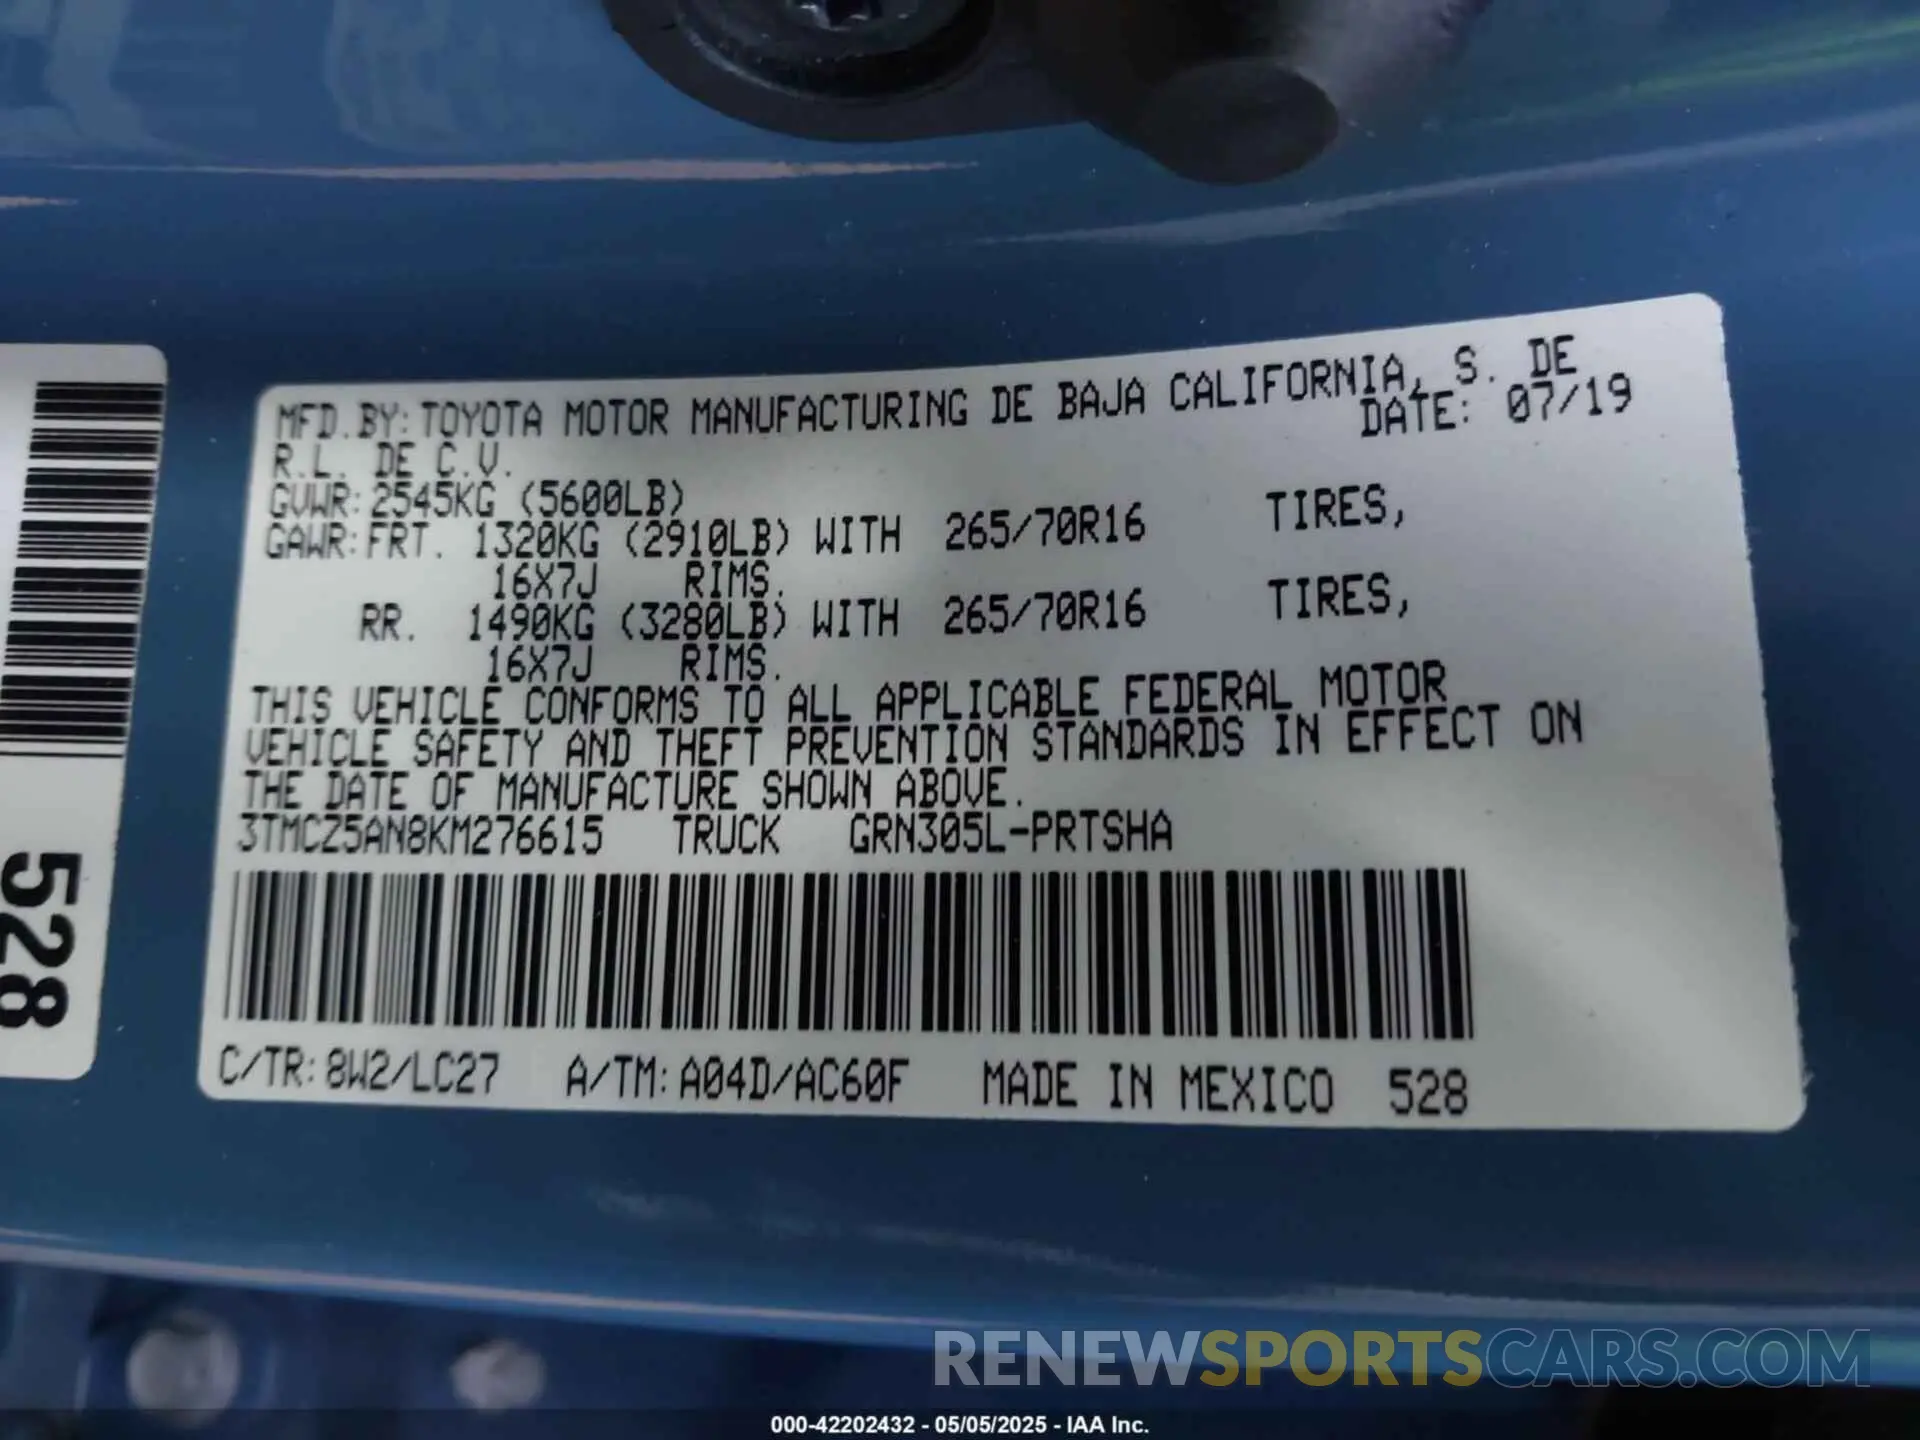 MFD.BY:TOYOTA MOTOR MANUFACTURING DE BAJA CALIFORNIA, S. DE
R.L. DE C.V. DATE: 07/19
GVWR:2545KG (5600LB)
GAWR:FRT. 1320KG (2910LB) WITH 265/70R16 TIRES,
16X7J RIMS.
RR. 1490KG (3280LB) WITH 265/70R16 TIRES,
16X7J RIMS.
THIS VEHICLE CONFORMS TO ALL APPLICABLE FEDERAL MOTOR
VEHICLE SAFETY AND THEFT PREVENTION STANDARDS IN EFFECT ON
THE DATE OF MANUFACTURE SHOWN ABOVE.
3TMCZ5AN8KM276615 TRUCK GRN305L-PRTSHA
C/TR:8W2/LC27 A/TM:A04D/AC60F MADE IN MEXICO 528
528
RENEWSPORTSCARS.COM
000-42202432 - 05/05/2025 - IAA Inc.